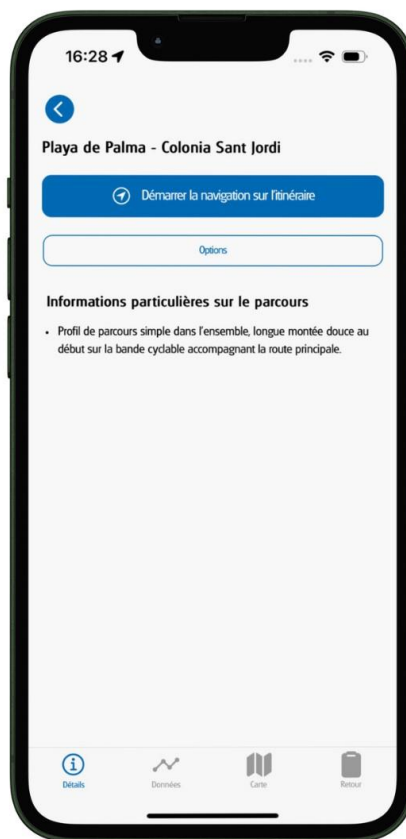 16:28
Playa de Palma - Colonia Sant Jordi
Démarrer la navigation sur l'itinéraire
Options
Informations particulières sur le parcours
• Profil de parcours simple dans l'ensemble, longue montée douce au
début sur la bande cyclable accompagnant la route principale.
Détails
Données
Carte
Retour